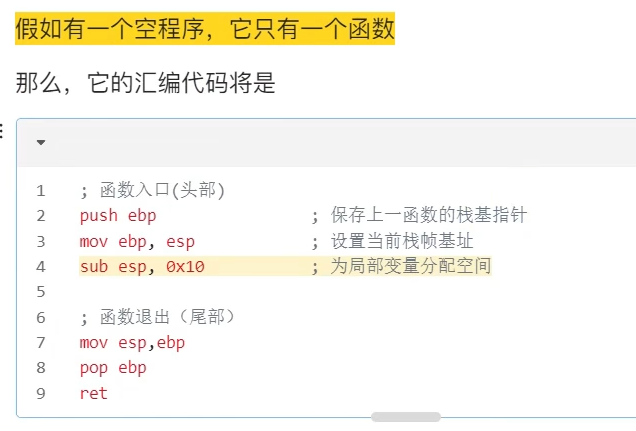 假如有一个空程序，它只有一个函数
那么，它的汇编代码将是
1 ; 函数入口(头部)
2 push ebp ; 保存上一函数的栈基指针
3 mov ebp, esp ; 设置当前栈帧基址
4 sub esp, 0x10 ; 为局部变量分配空间
5
6 ; 函数退出（尾部）
7 mov esp,ebp
8 pop ebp
9 ret